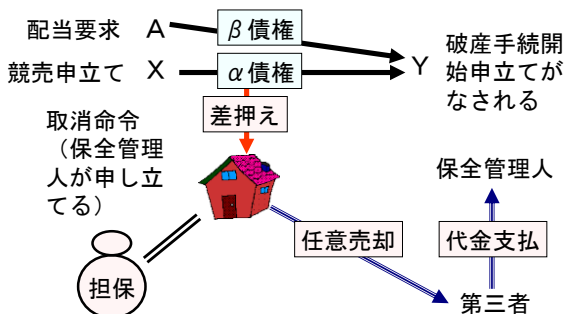 配当要求 A β債権
競売申立て X α債権 Y
破産手続開
始申立てが
なされる
差押え
取消命令
（保全管理
人が申し立
てる）
保全管理人
任意売却
代金支払
担保
第三者